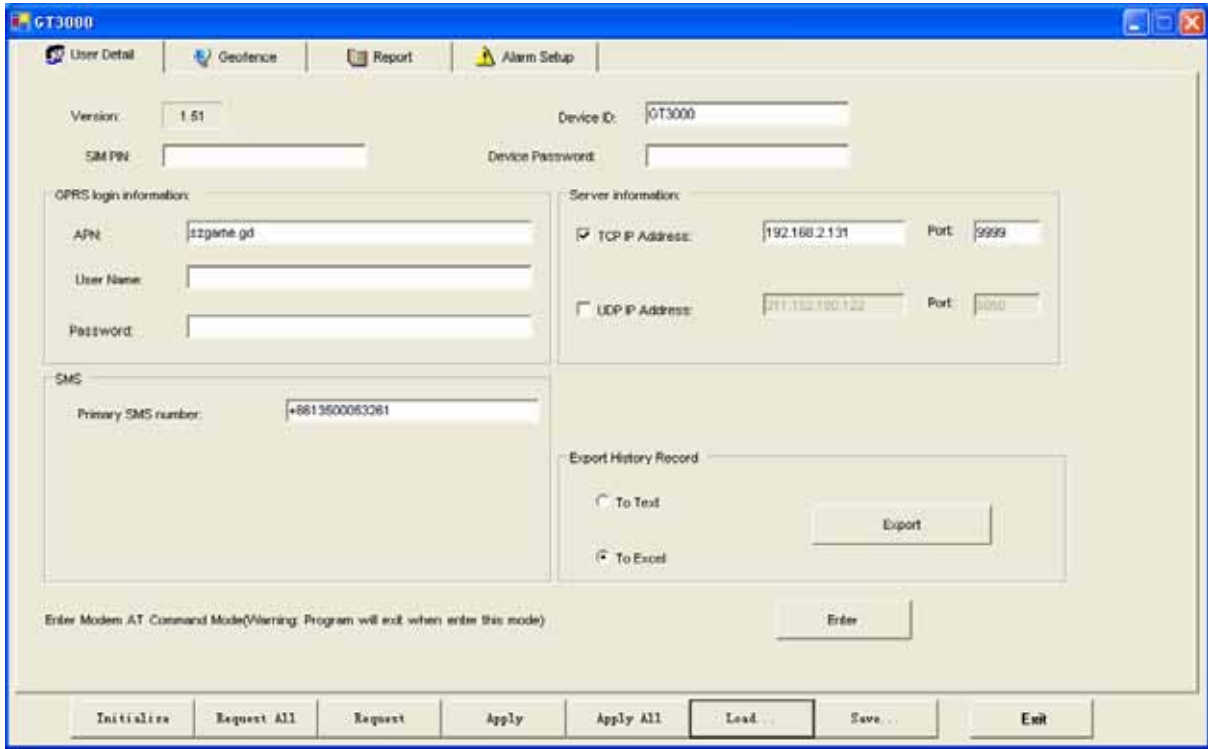 GT3000
User Detail Geofence Report Alarm Setup
Version: 1.51 Device ID: GT3000
SIM PIN: Device Password:
GPRS login information: Server information:
APN: szgame.gd TCP IP Address: 192.168.2.131 Port: 9999
User Name:
UDP IP Address: Port:
Password:
SMS
Primary SMS number: +8613500053261
Export History Record
To Text
Export
To Excel
Enter Modem AT Command Mode(Warning: Program will exit when enter this mode) Enter
Initialize Request All Request Apply Apply All Load... Save... Exit